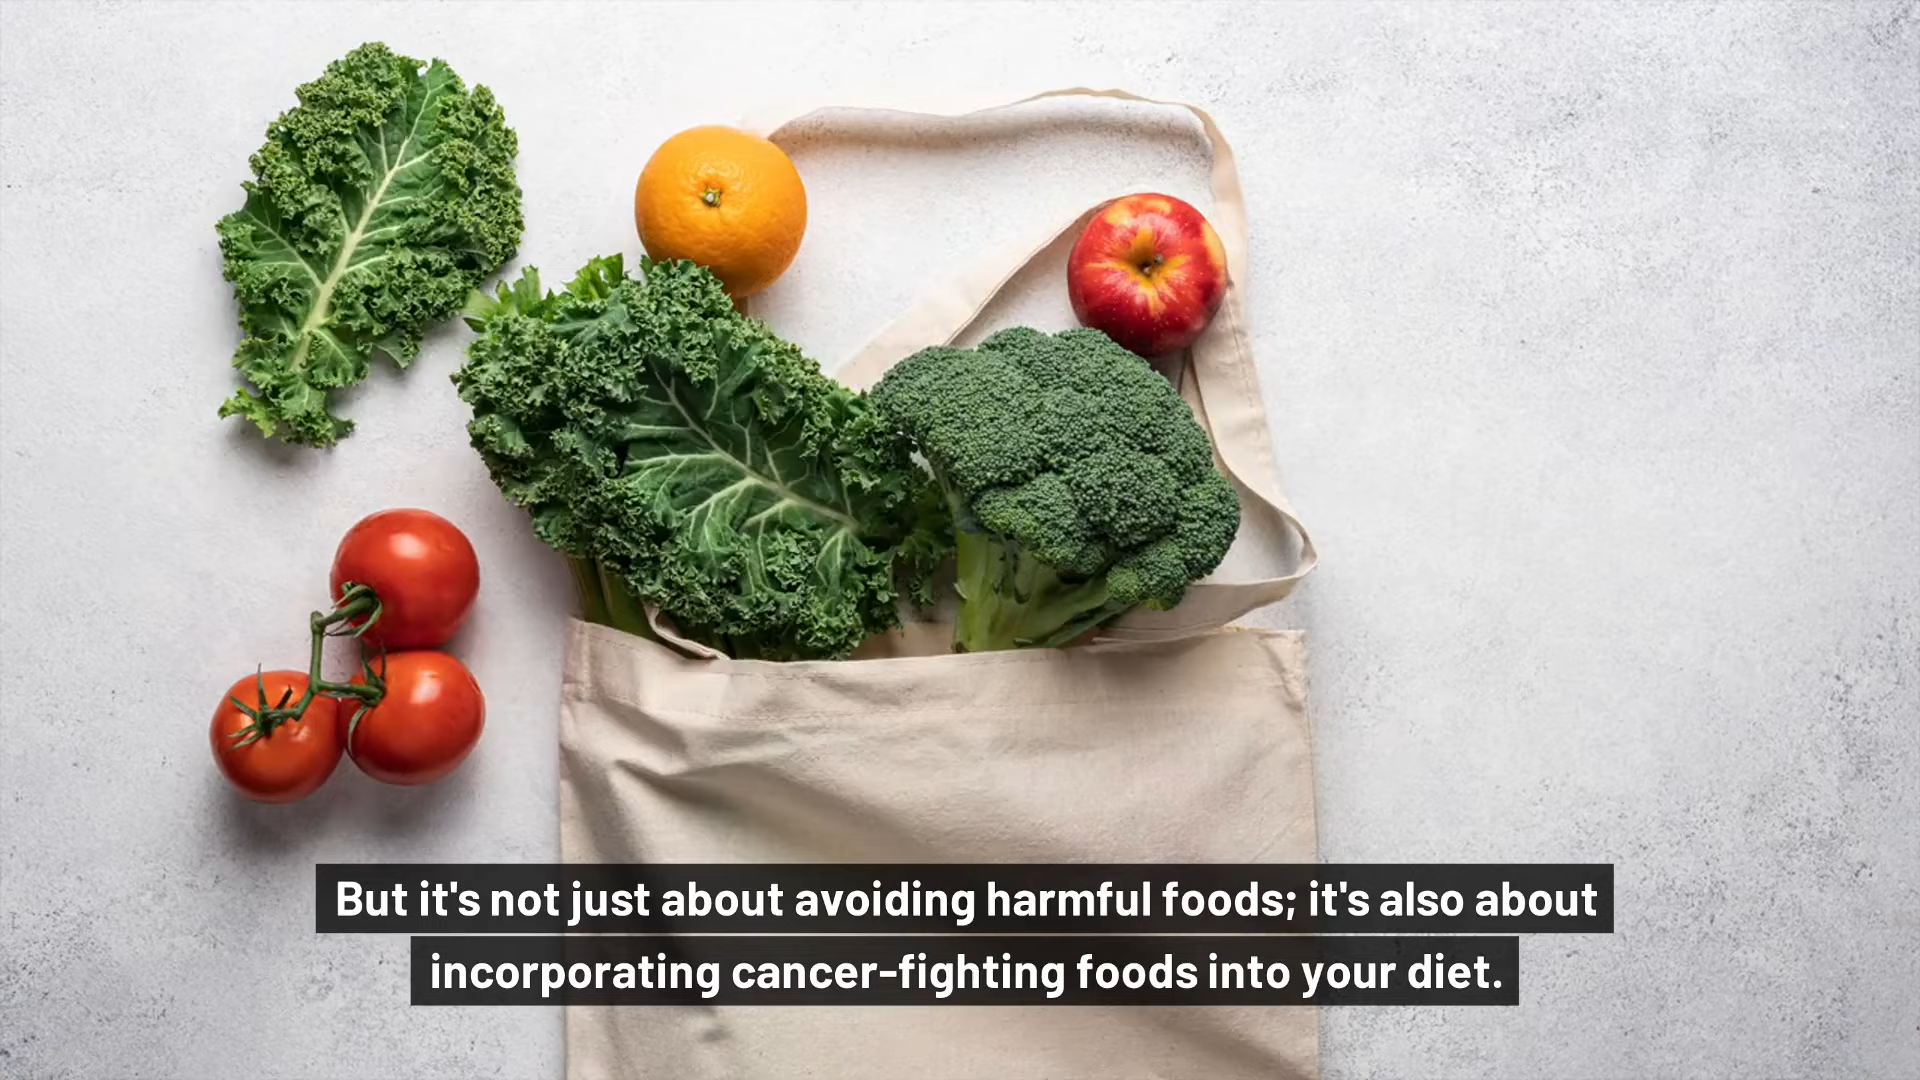 But it's not just about avoiding harmful foods; it's also about
incorporating cancer-fighting foods into your diet.